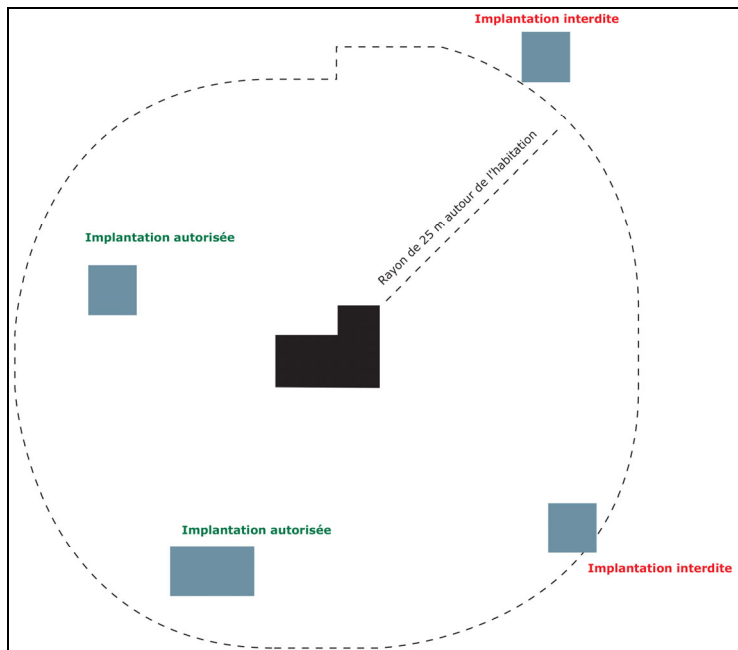 Implantation interdite
Rayon de 25 m autour de l'habitation
Implantation autorisée
Implantation autorisée
Implantation interdite